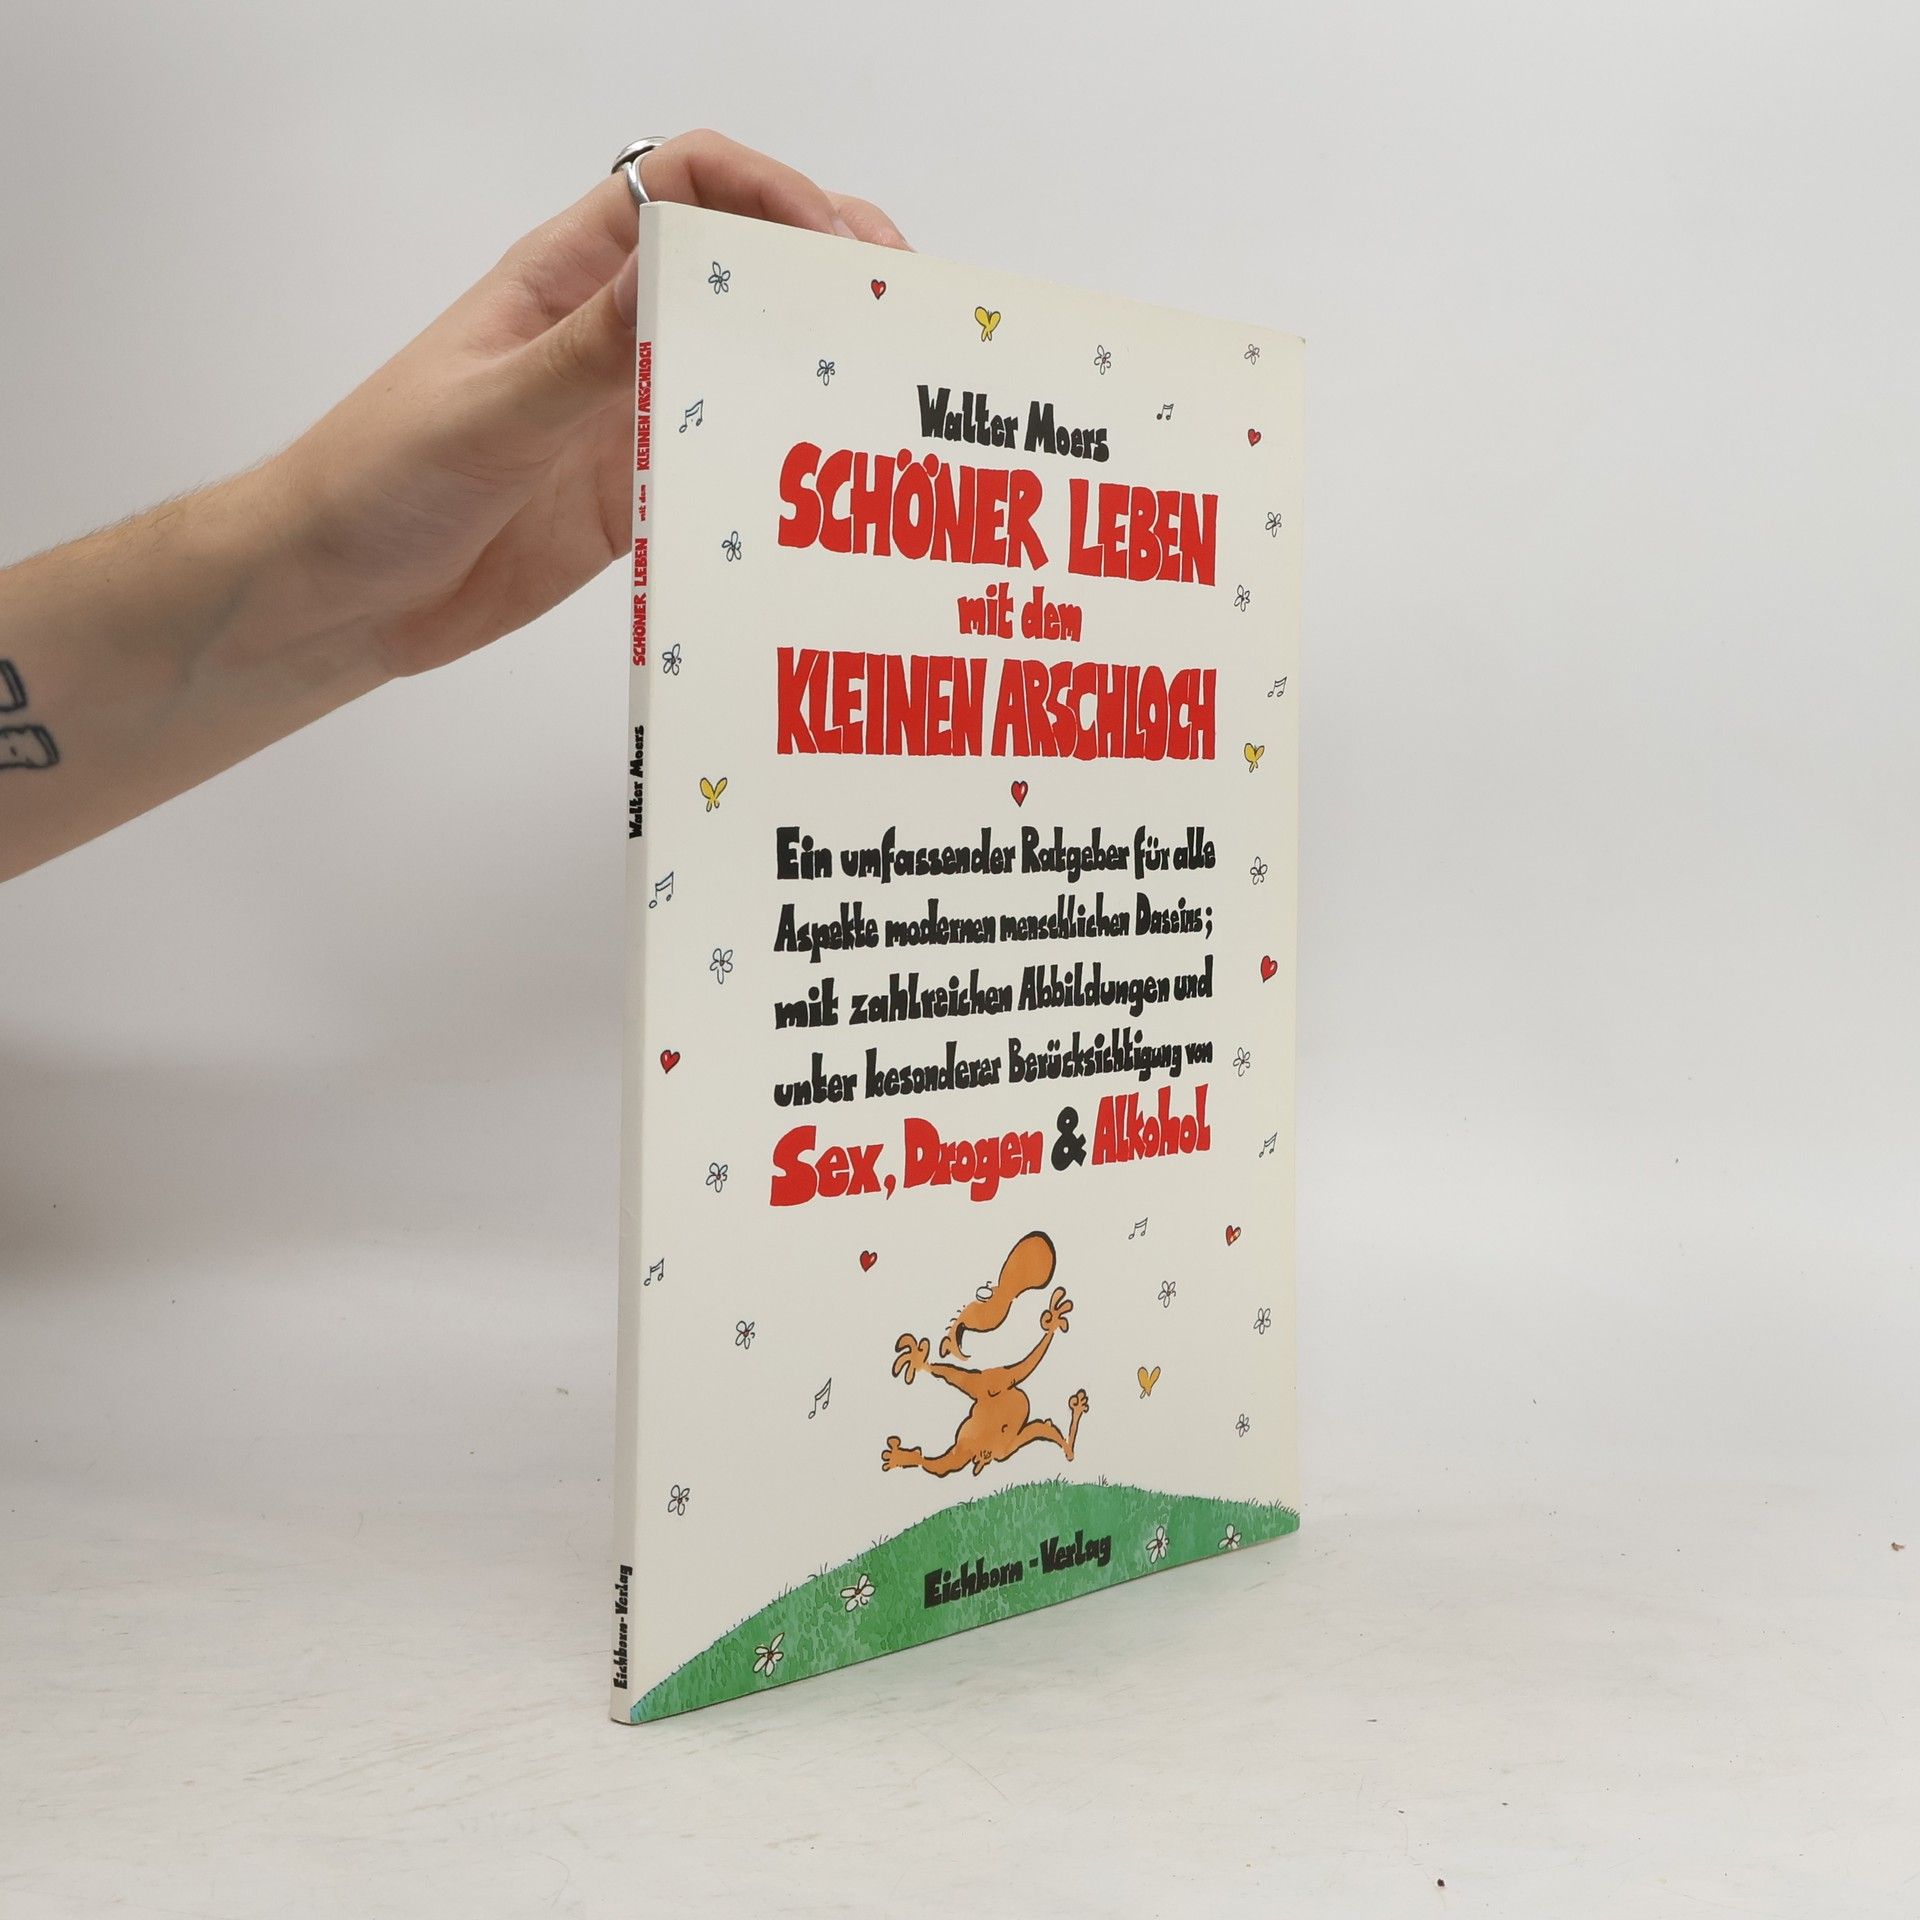 Walter Moers
SCHÖNER LEBEN
mit dem
KLEINEN ARSCHLOCH
Ein umfassender Ratgeber für alle
Aspekte modernen menschlichen Daseins;
mit zahlreichen Abbildungen und
unter besonderer Berücksichtigung von
Sex, Drogen & Alkohol
Eichborn-Verlag
Eichborn-Verlag Walter Moers SCHÖNER LEBEN mit dem KLEINEN ARSCHLOCH